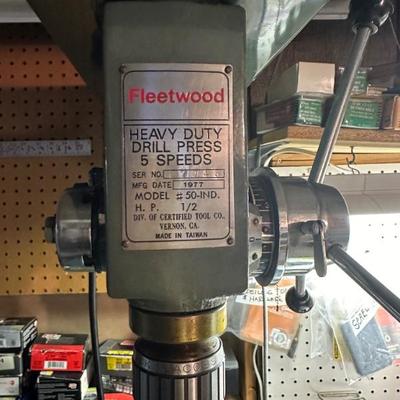 Fleetwood
HEAVY DUTY
DRILL PRESS
5 SPEEDS
SER NO.
MFG DATE 1977
MODEL #50-IND.
H. P. 1/2
DIV. OF CERTIFIED TOOL CO.,
VERNON, CA.
MADE IN TAIWAN